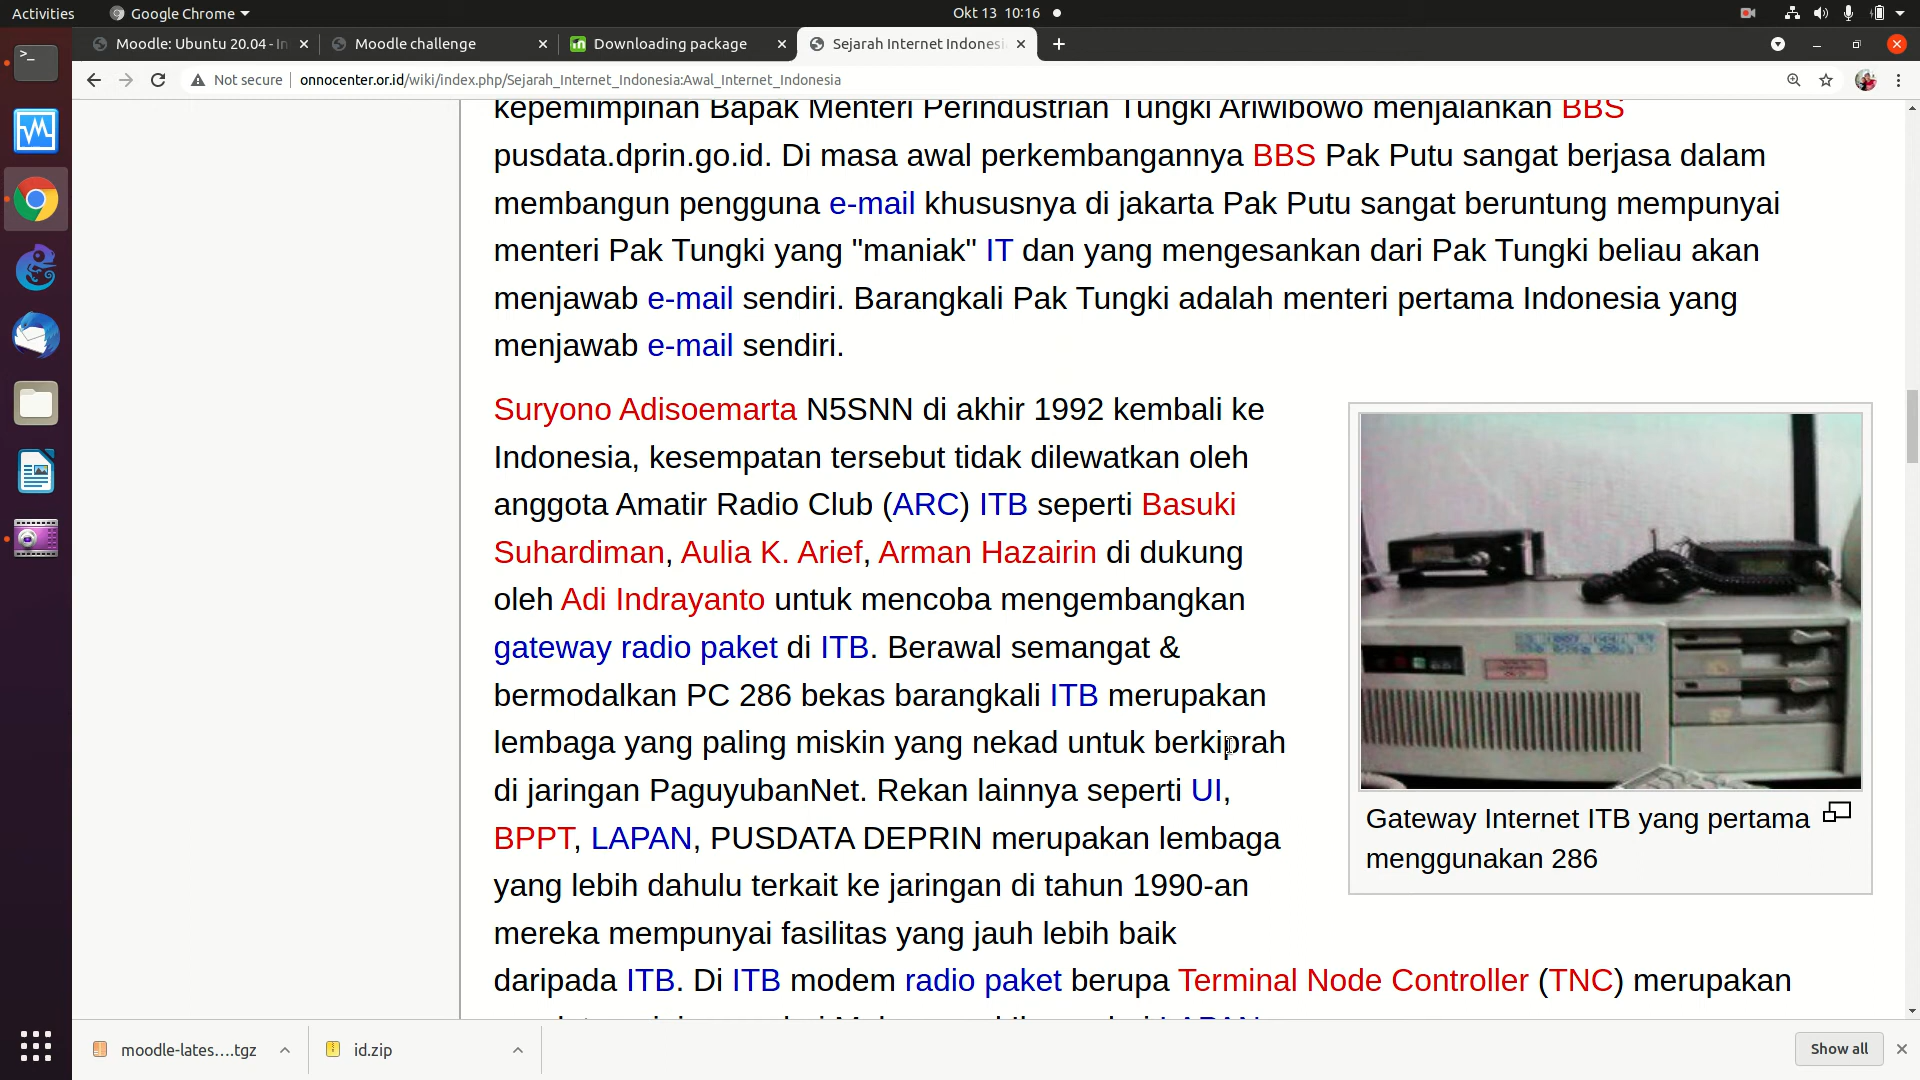 Activities
Google Chrome
Okt 13 10:16
Moodle: Ubuntu 20.04 - In
Moodle challenge
Downloading package
Sejarah Internet Indonesi
Not secure
onnocenter.or.id/wiki/index.php/Sejarah_Internet_Indonesia:Awal_Internet_Indonesia
kepemimpinan Bapak Menteri Perindustrian Tungki Ariwibowo menjalankan BBS
pusdata.dprin.go.id. Di masa awal perkembangannya BBS Pak Putu sangat berjasa dalam
membangun pengguna e-mail khususnya di jakarta Pak Putu sangat beruntung mempunyai
menteri Pak Tungki yang "maniak" IT dan yang mengesankan dari Pak Tungki beliau akan
menjawab e-mail sendiri. Barangkali Pak Tungki adalah menteri pertama Indonesia yang
menjawab e-mail sendiri.
Suryono Adisoemarta N5SNN di akhir 1992 kembali ke
Indonesia, kesempatan tersebut tidak dilewatkan oleh
anggota Amatir Radio Club (ARC) ITB seperti Basuki
Suhardiman, Aulia K. Arief, Arman Hazairin di dukung
oleh Adi Indrayanto untuk mencoba mengembangkan
gateway radio paket di ITB. Berawal semangat &
bermodalkan PC 286 bekas barangkali ITB merupakan
lembaga yang paling miskin yang nekad untuk berkiprah
di jaringan PaguyubanNet. Rekan lainnya seperti UI,
BPPT, LAPAN, PUSDATA DEPRIN merupakan lembaga
yang lebih dahulu terkait ke jaringan di tahun 1990-an
mereka mempunyai fasilitas yang jauh lebih baik
daripada ITB. Di ITB modem radio paket berupa Terminal Node Controller (TNC) merupakan
Gateway Internet ITB yang pertama
menggunakan 286
moodle-lates....tgz
id.zip
Show all